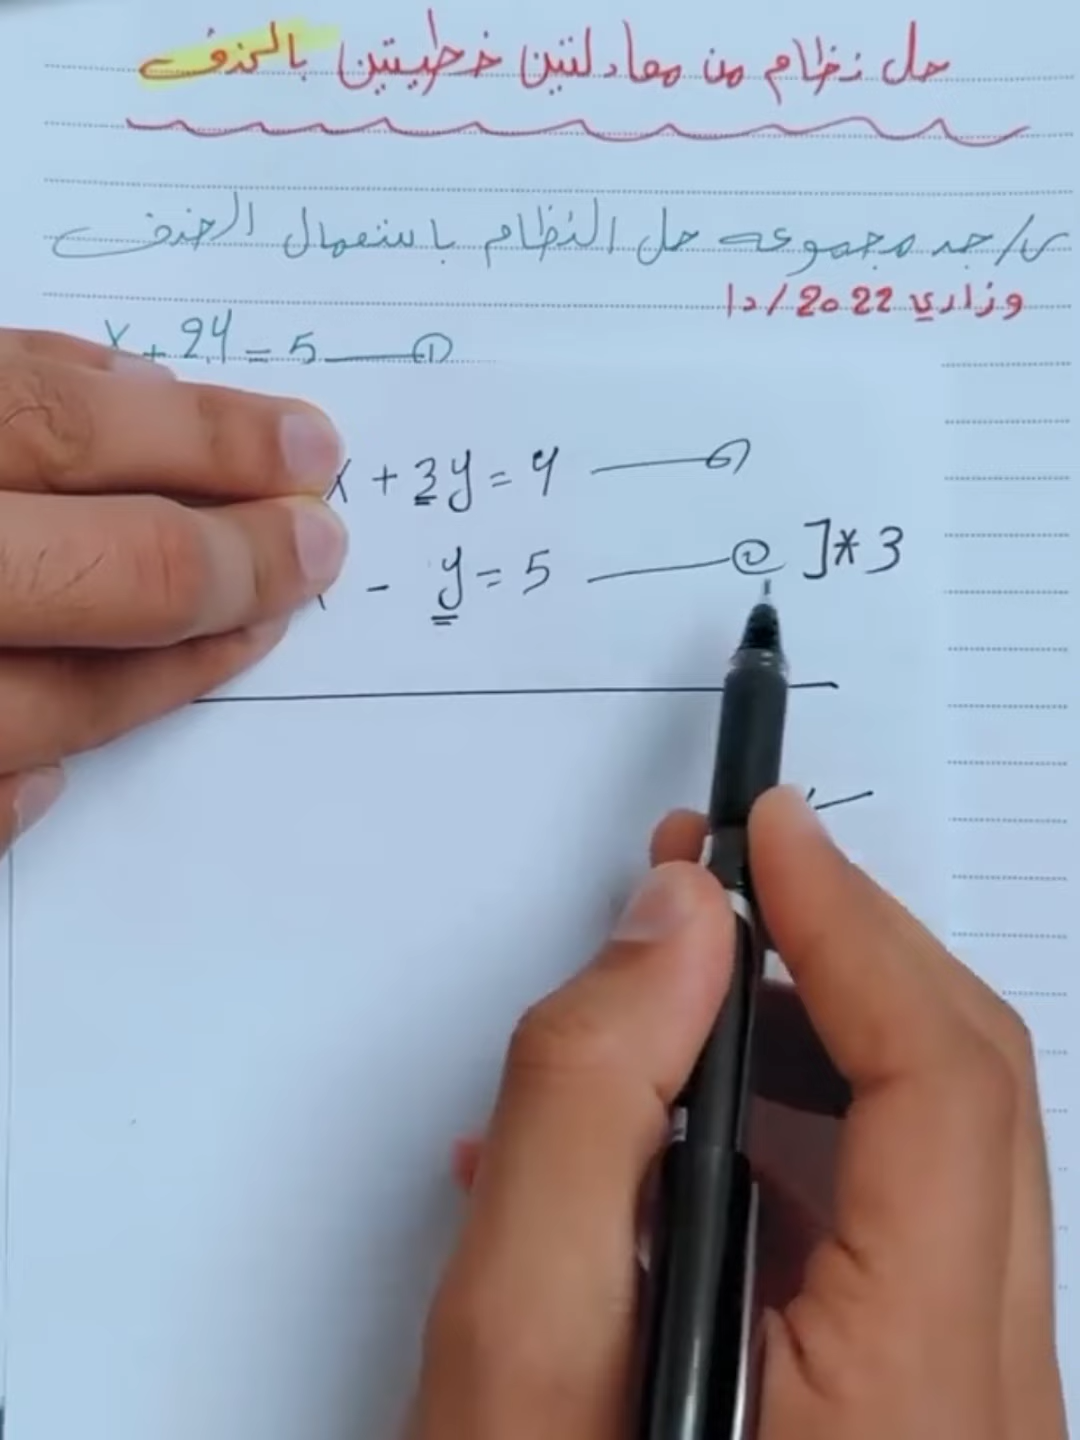 حل نظام من معادلتين خطيتين بالحذف
س/ جد مجموعه حل النظام باستعمال الحذف
وزاري 2022/د1
x + 2y = 5 ①
x + 3y = 4 ①
- y = 5 ② ]* 3